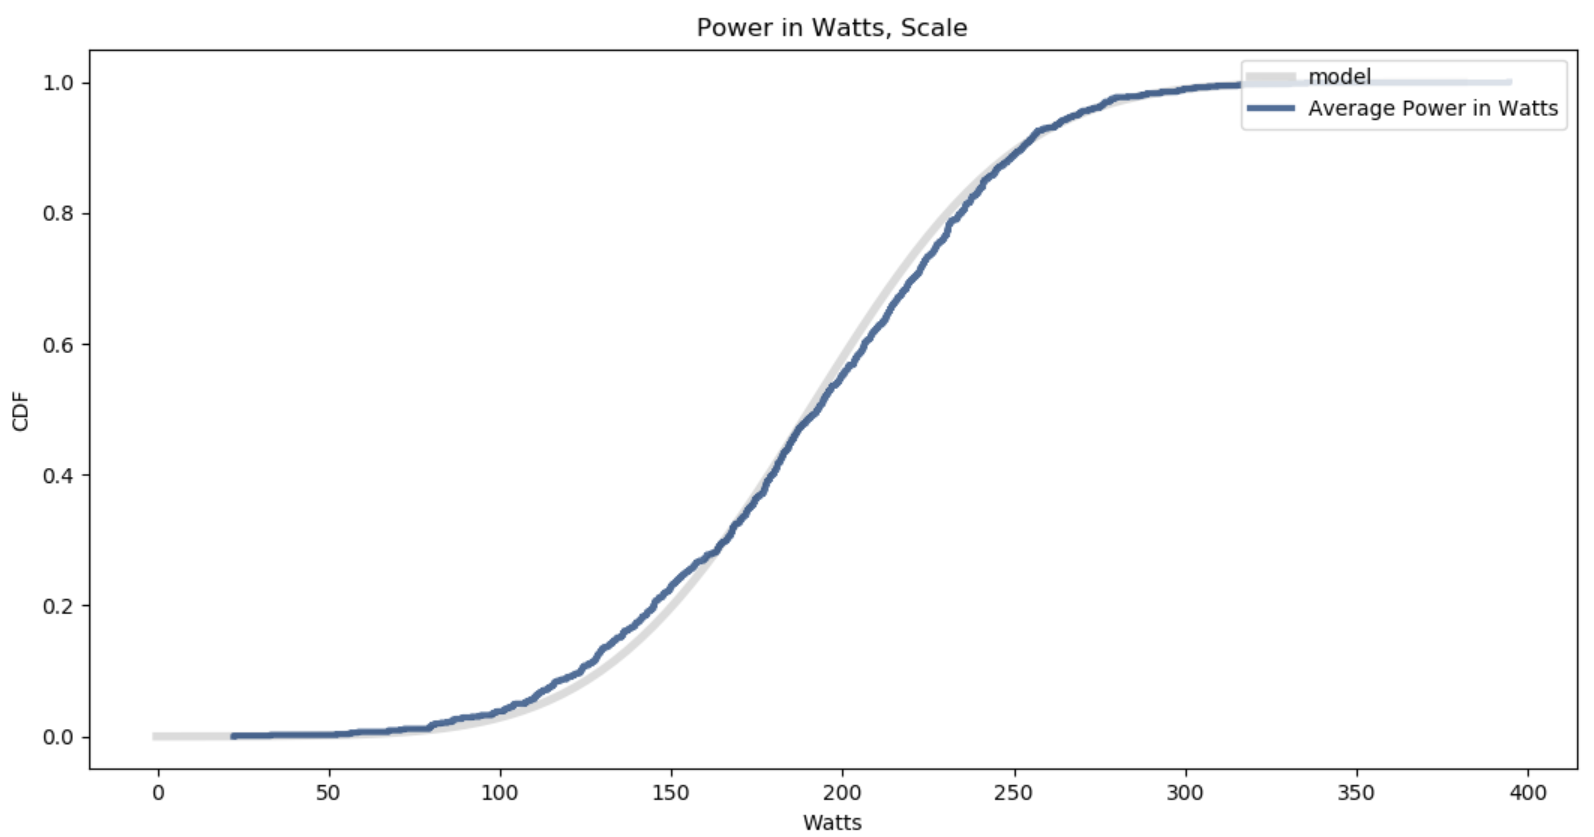 Power in Watts, Scale
model
Average Power in Watts
1.0
0.8
0.6
0.4
0.2
0.0
CDF
0 50 100 150 200 250 300 350 400
Watts